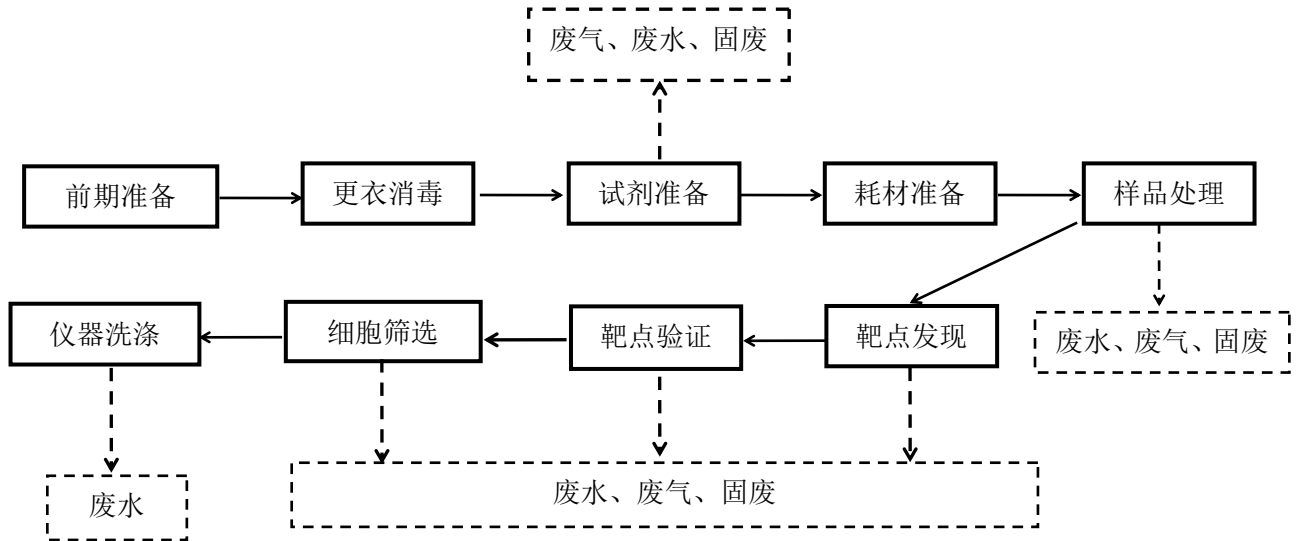 废气、废水、固废
前期准备
更衣消毒
试剂准备
耗材准备
样品处理
仪器洗涤
细胞筛选
靶点验证
靶点发现
废水、废气、固废
废水
废水、废气、固废